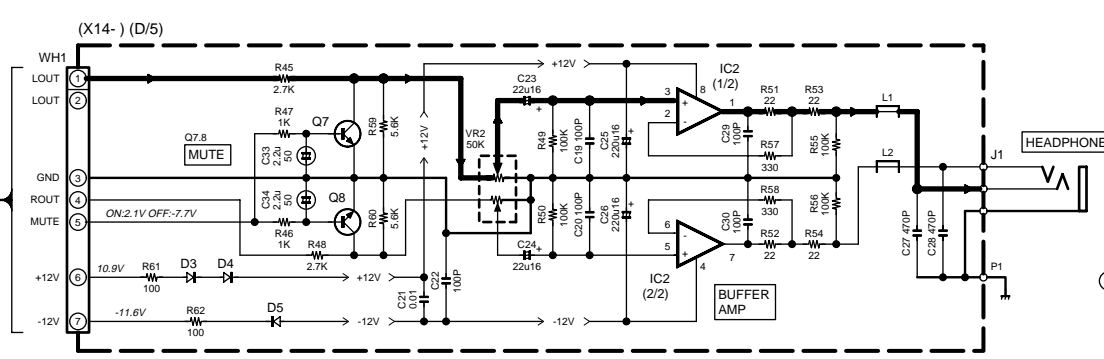 (X14- ) (D/5)
WH1
LOUT 1
LOUT 2
GND 3
ROUT 4
MUTE 5
+12V 6
-12V 7
R45
2.7K
R47
1K
Q7
Q7.8
MUTE
C33
2.2u
50
C34
2.2u
50
Q8
ON:2.1V OFF:-7.7V
R46
1K
R48
2.7K
R59
5.6K
R60
5.6K
10.9V
R61
100
D3
D4
+12V
-11.6V
R62
100
D5
-12V
+12V
C21
0.01
C22
100P
VR2
50K
+12V
C23
22u16
+
C24
+
22u16
-12V
R49
100K
C19 100P
C25
220u16
+
R50
100K
C20 100P
C26
220u16
+
IC2
(1/2)
3
+
2
-
8
1
6
-
5
+
7
4
IC2
(2/2)
BUFFER
AMP
C29
100P
R51
22
R53
22
R57
330
R55
100K
R58
330
C30
100P
R52
22
R54
22
R56
100K
L1
L2
C27 470P
C28 470P
HEADPHONE
J1
P1